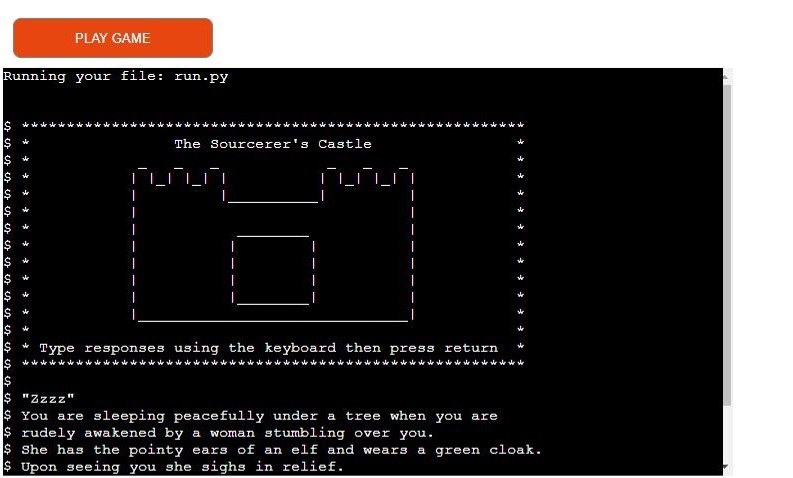 PLAY GAME
Running your file: run.py
$ ********************************************************
$ * The Sourcerer's Castle *
$ * *
$ * *
$ * *
$ * *
$ * *
$ * *
$ * *
$ * *
$ * *
$ * *
$ * *
$ * Type responses using the keyboard then press return *
$ ********************************************************
$
$ "Zzzz"
$ You are sleeping peacefully under a tree when you are
$ rudely awakened by a woman stumbling over you.
$ She has the pointy ears of an elf and wears a green cloak.
$ Upon seeing you she sighs in relief.